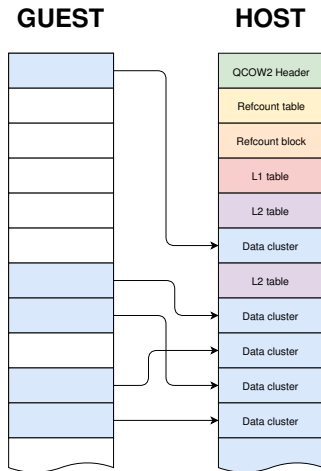 GUEST
HOST
QCOW2 Header
Refcount table
Refcount block
L1 table
L2 table
Data cluster
L2 table
Data cluster
Data cluster
Data cluster
Data cluster